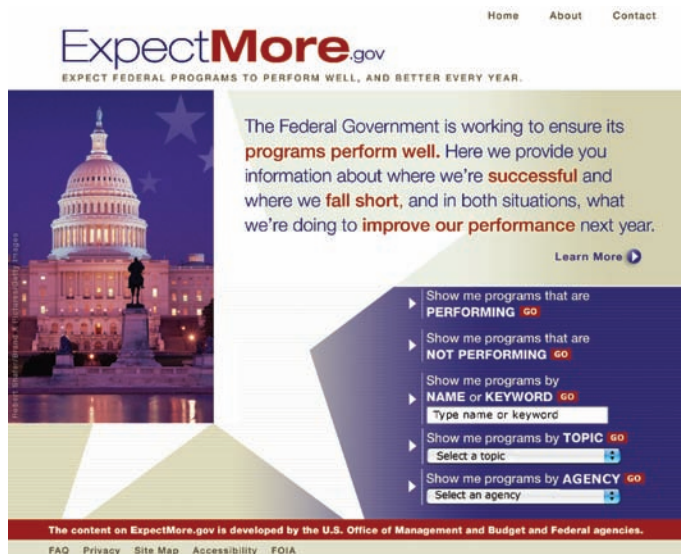 Home About Contact
ExpectMore.gov
EXPECT FEDERAL PROGRAMS TO PERFORM WELL, AND BETTER EVERY YEAR.
The Federal Government is working to ensure its
programs perform well. Here we provide you
information about where we're successful and
where we fall short, and in both situations, what
we're doing to improve our performance next year.
Learn More
Show me programs that are
PERFORMING GO
Show me programs that are
NOT PERFORMING GO
Show me programs by
NAME or KEYWORD GO
Type name or keyword
Show me programs by TOPIC GO
Select a topic
Show me programs by AGENCY GO
Select an agency
The content on ExpectMore.gov is developed by the U.S. Office of Management and Budget and Federal agencies.
FAQ Privacy Site Map Accessibility FOIA